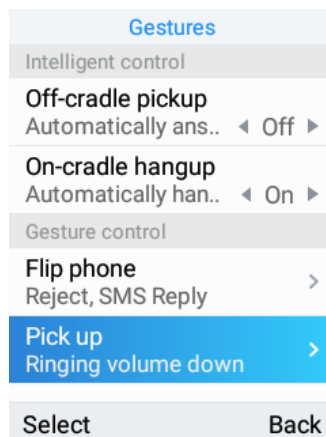 Gestures
Intelligent control
Off-cradle pickup
Automatically ans.. Off
On-cradle hangup
Automatically han.. On
Gesture control
Flip phone
Reject, SMS Reply
Pick up
Ringing volume down
Select Back